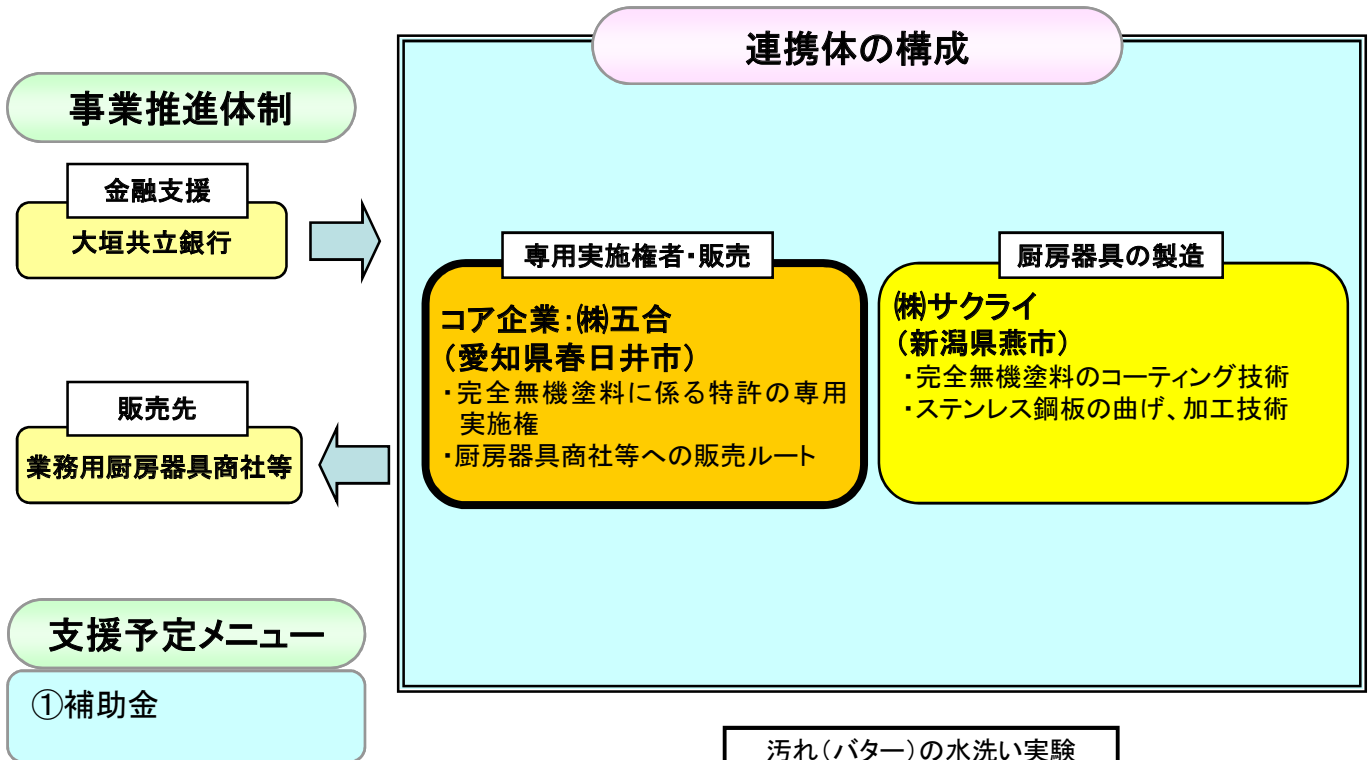 連携体の構成
事業推進体制
金融支援
大垣共立銀行
販売先
業務用厨房器具商社等
専用実施権者・販売
コア企業：㈱五合
（愛知県春日井市）
・完全無機塗料に係る特許の専用
実施権
・厨房器具商社等への販売ルート
厨房器具の製造
㈱サクライ
（新潟県燕市）
・完全無機塗料のコーティング技術
・ステンレス鋼板の曲げ、加工技術
支援予定メニュー
①補助金
汚れ（バター）の水洗い実験